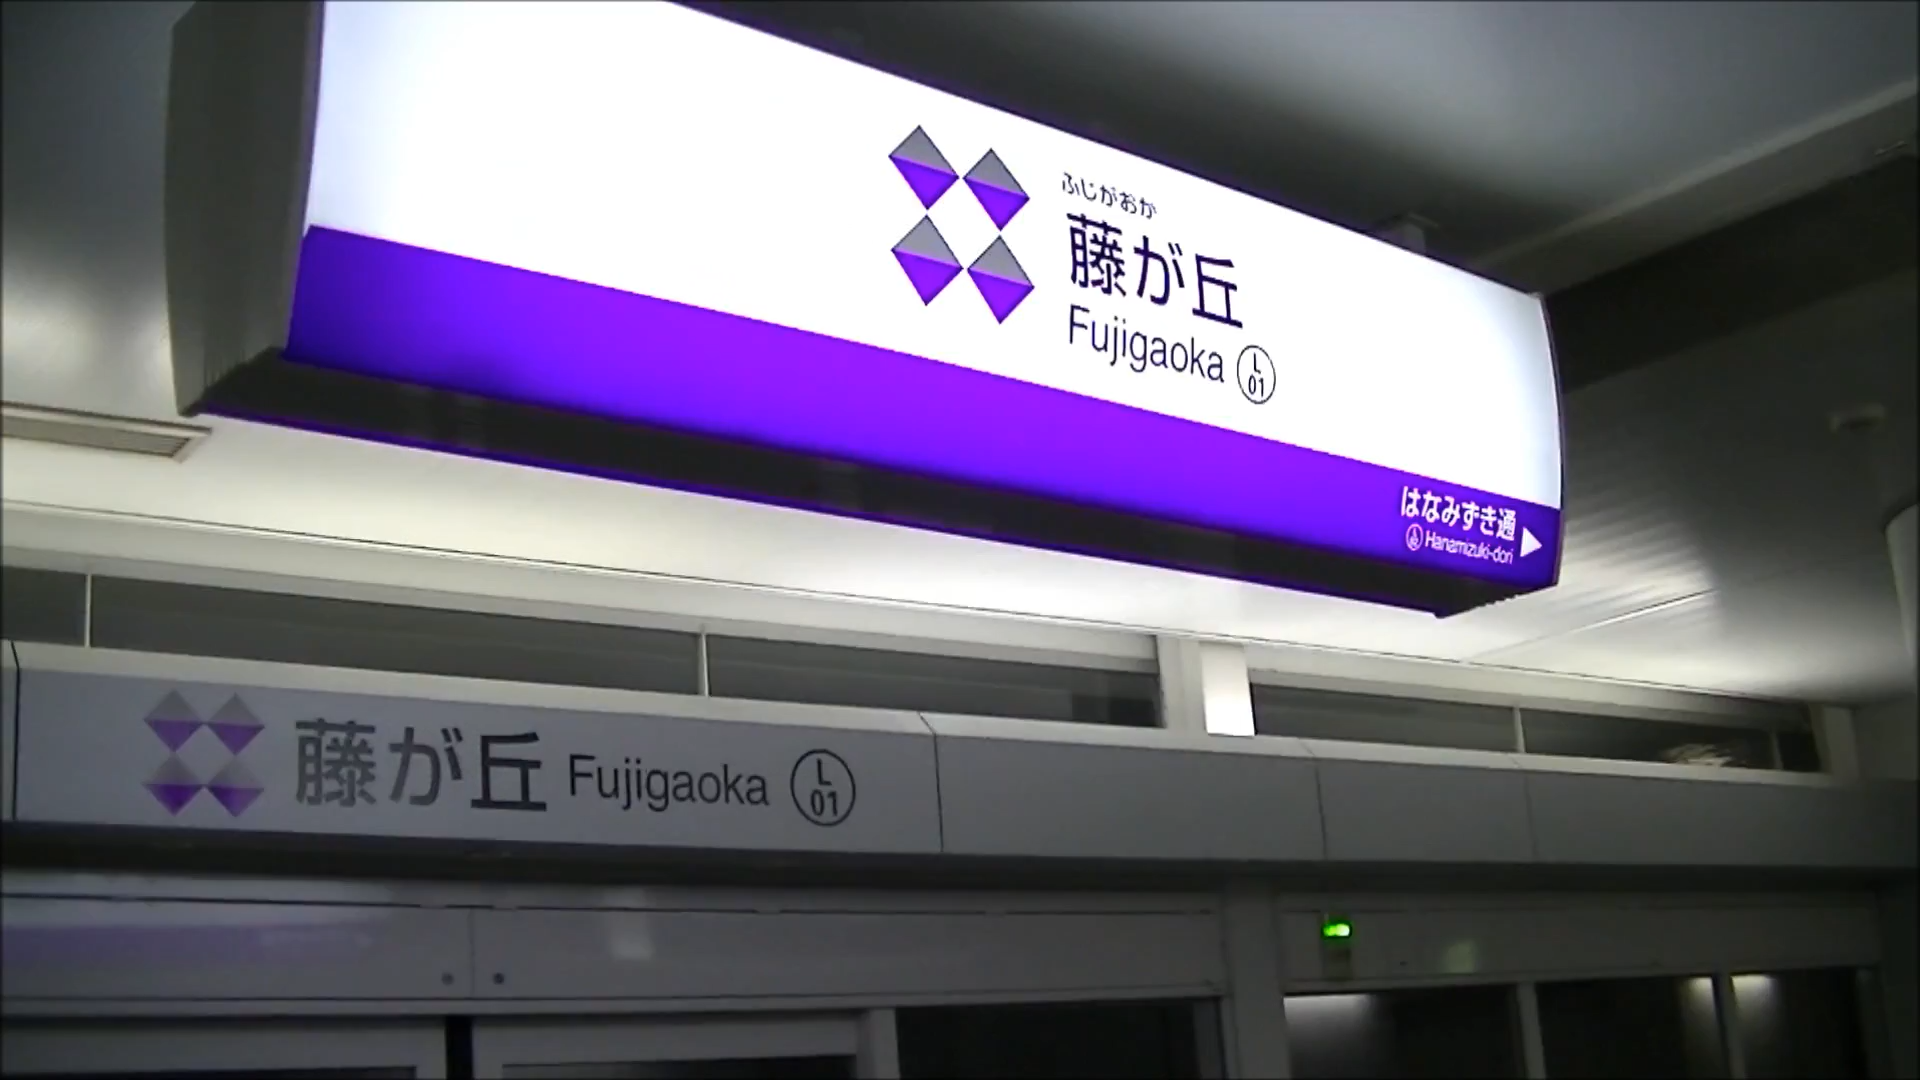 ふじがおか
藤が丘
Fujigaoka L 01
はなみずき通
Hanamizuki-dori
藤が丘 Fujigaoka L 01